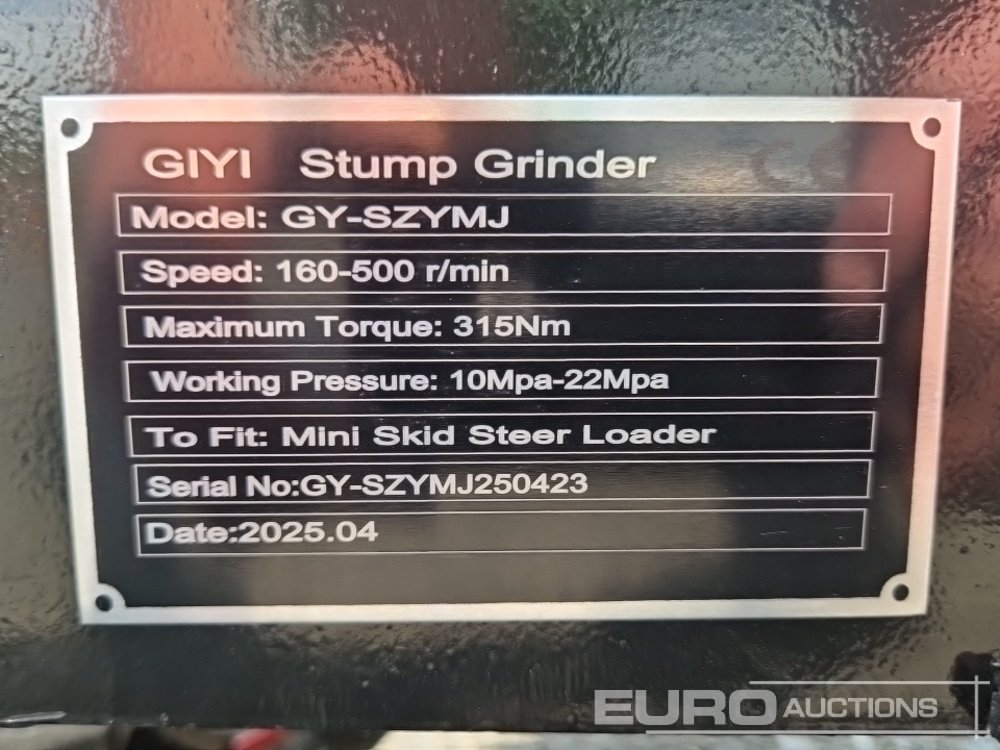 GIYI Stump Grinder CE
Model: GY-SZYMJ
Speed: 160-500 r/min
Maximum Torque: 315Nm
Working Pressure: 10Mpa-22Mpa
To Fit: Mini Skid Steer Loader
Serial No:GY-SZYMJ250423
Date:2025.04
EURO AUCTIONS